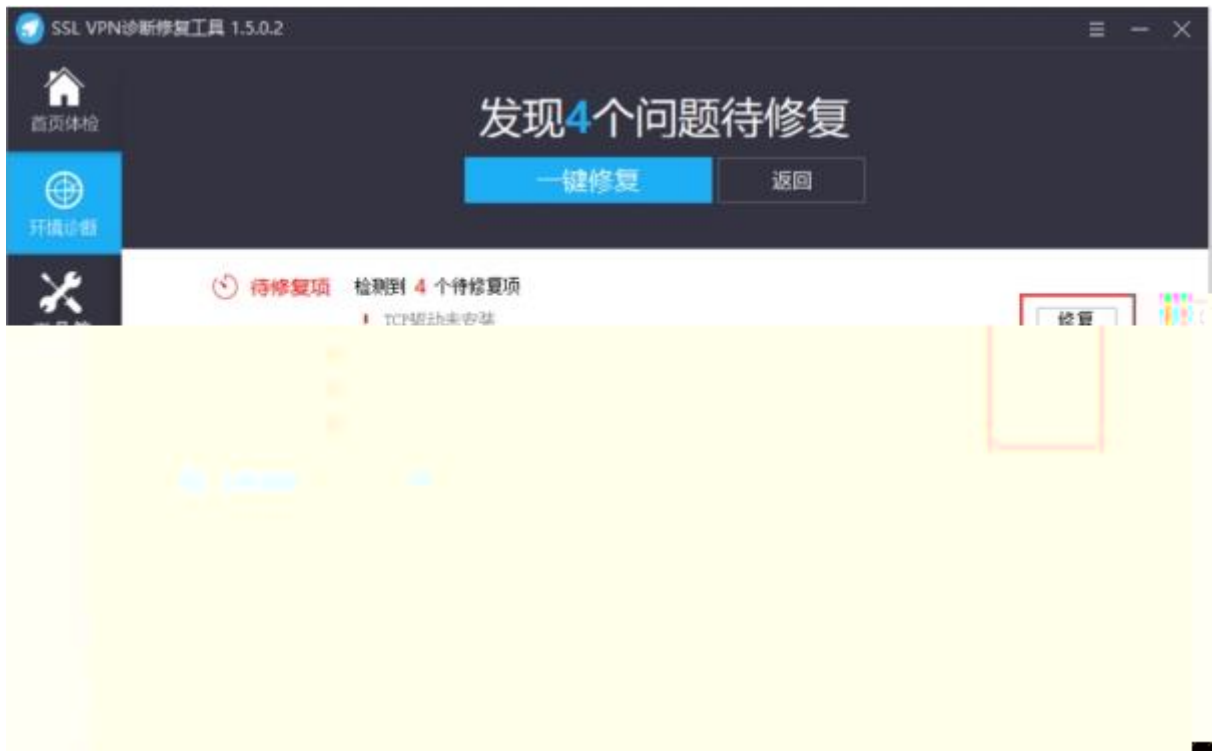 SSL VPN诊断修复工具 1.5.0.2
首页体检
发现4个问题待修复
一键修复
返回
环境诊断
待修复项 检测到 4 个待修复项
TCP驱动未安装
修复